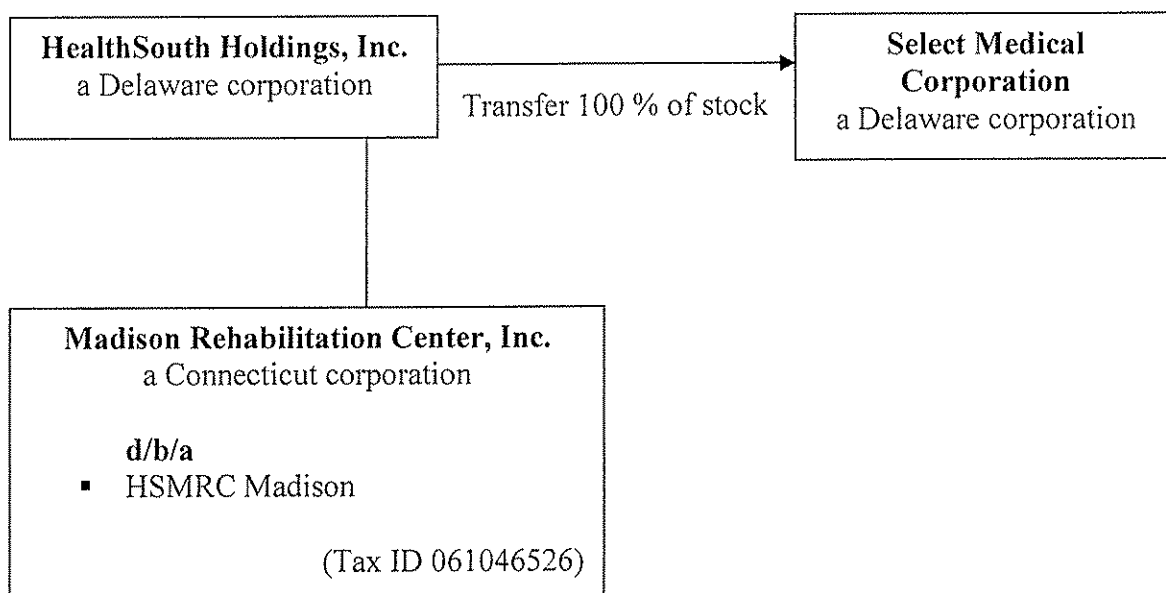 HealthSouth Holdings, Inc.
a Delaware corporation
Transfer 100 % of stock
Select Medical
Corporation
a Delaware corporation
Madison Rehabilitation Center, Inc.
a Connecticut corporation
d/b/a
▪ HSMRC Madison
(Tax ID 061046526)